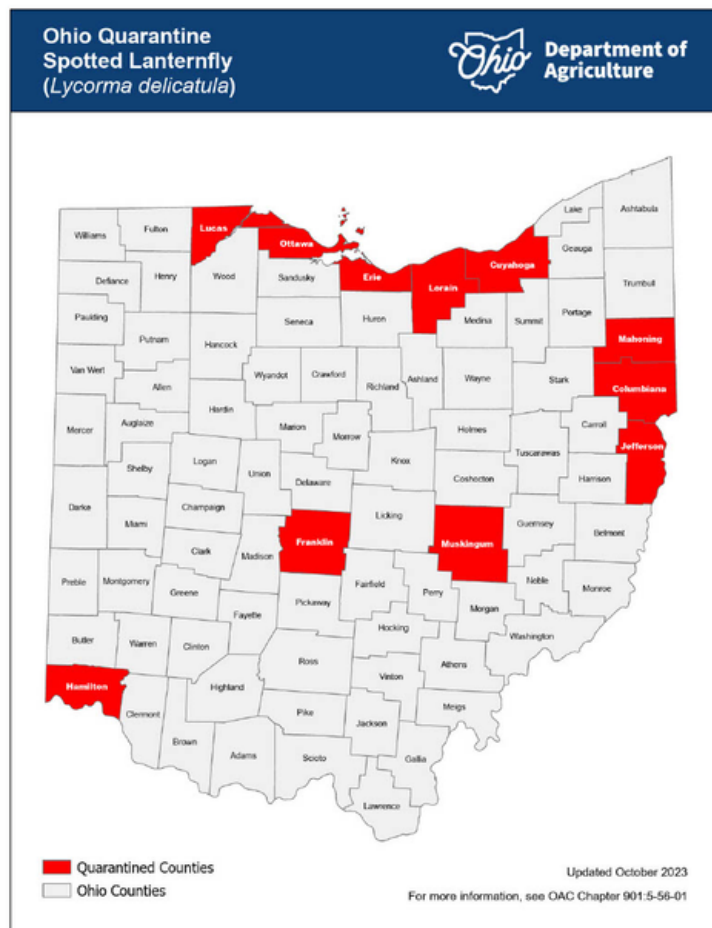 Ohio Quarantine
Spotted Lanternfly
(Lycorma delicatula)
Ohio
Department of
Agriculture
Williams
Fulton
Lucas
Ottawa
Lake
Ashtabula
Geauga
Cuyahoga
Erie
Lorain
Defiance
Henry
Wood
Sandusky
Trumbull
Portage
Paulding
Putnam
Hancock
Seneca
Huron
Medina
Summit
Mahoning
Van Wert
Allen
Wyandot
Crawford
Richland
Ashland
Wayne
Stark
Columbiana
Mercer
Auglaize
Hardin
Marion
Morrow
Holmes
Carroll
Jefferson
Shelby
Logan
Union
Delaware
Knox
Coshocton
Tuscarawas
Harrison
Darke
Miami
Champaign
Clark
Madison
Franklin
Licking
Muskingum
Guernsey
Belmont
Preble
Montgomery
Greene
Fayette
Pickaway
Fairfield
Perry
Morgan
Noble
Monroe
Butler
Warren
Clinton
Ross
Hocking
Athens
Washington
Hamilton
Clermont
Highland
Vinton
Meigs
Brown
Adams
Pike
Scioto
Jackson
Gallia
Lawrence
Quarantined Counties
Ohio Counties
Updated October 2023
For more information, see OAC Chapter 901:5-56-01